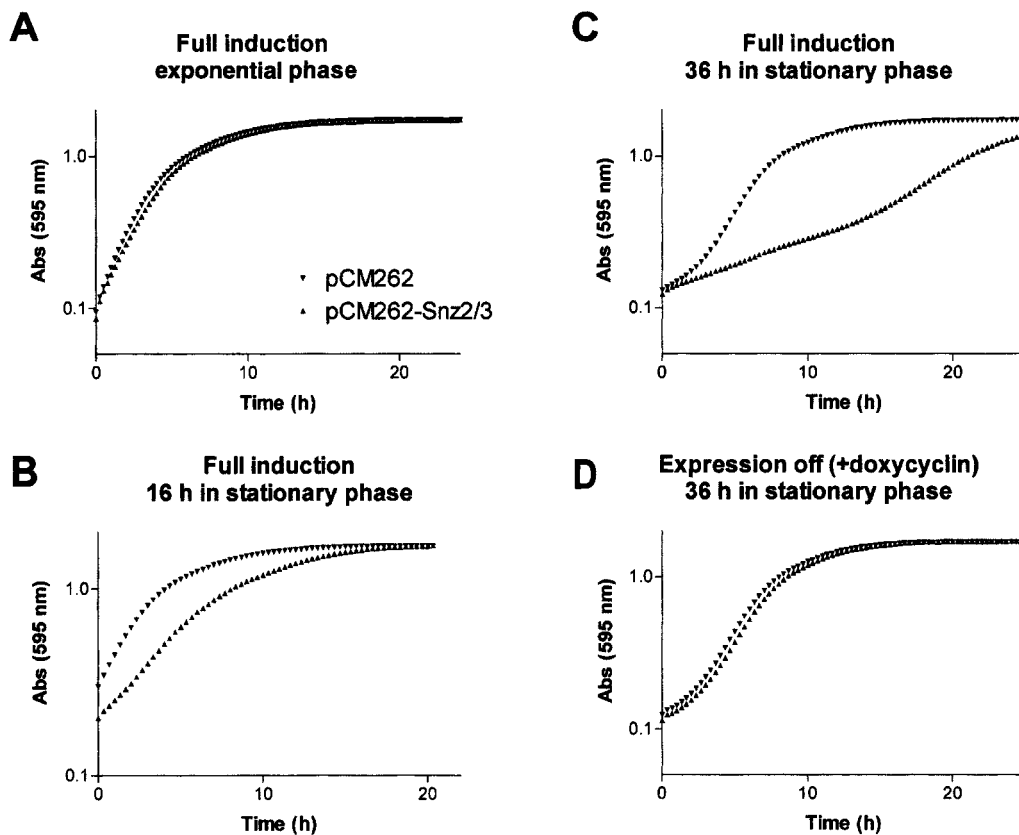 A
Full induction
exponential phase
Abs (595 nm)
1.0
0.1
pCM262
pCM262-Snz2/3
0
10
20
Time (h)
B
Full induction
16 h in stationary phase
Abs (595 nm)
1.0
0.1
0
10
20
Time (h)
C
Full induction
36 h in stationary phase
Abs (595 nm)
1.0
0.1
0
10
20
Time (h)
D
Expression off (+doxycyclin)
36 h in stationary phase
Abs (595 nm)
1.0
0.1
0
10
20
Time (h)